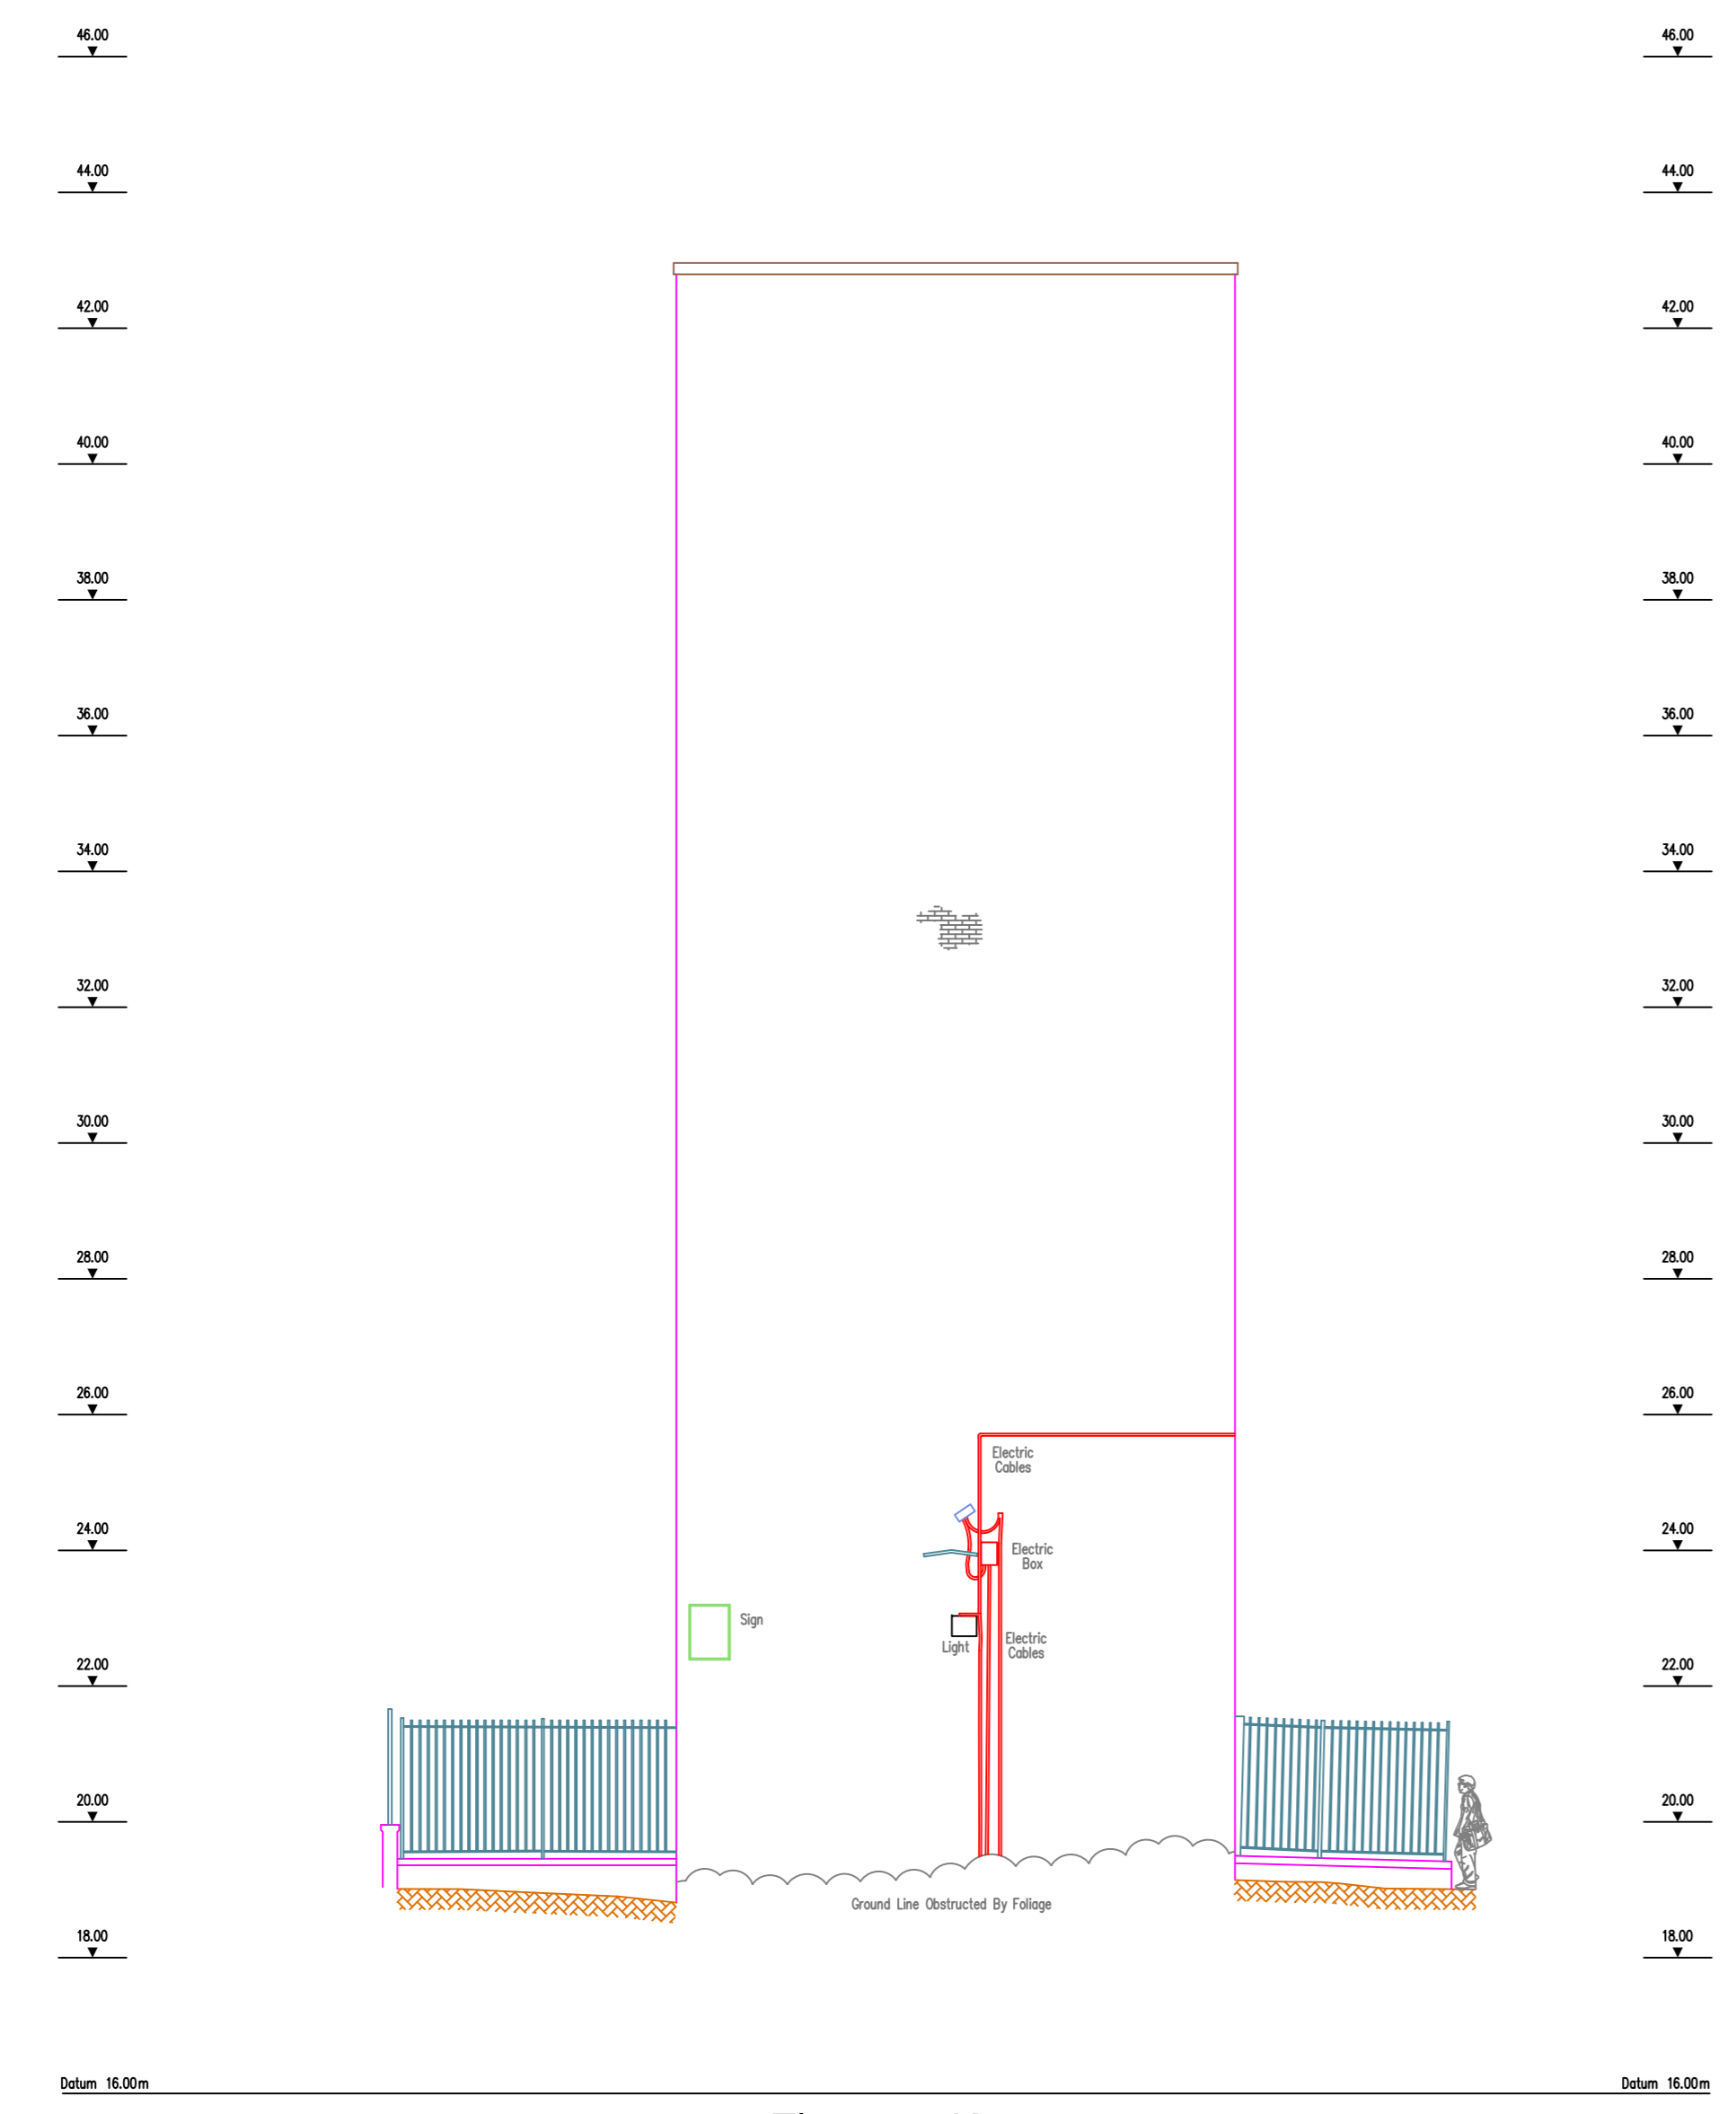 46.00 46.00
44.00 44.00
42.00 42.00
40.00 40.00
38.00 38.00
36.00 36.00
34.00 34.00
32.00 32.00
30.00 30.00
28.00 28.00
26.00 26.00
Electric
Cables
24.00 24.00
Electric
Box
Sign
Light
Electric
Cables
22.00 22.00
20.00 20.00
Ground Line Obstructed By Foliage
18.00 18.00
Datum 16.00m Datum 16.00m